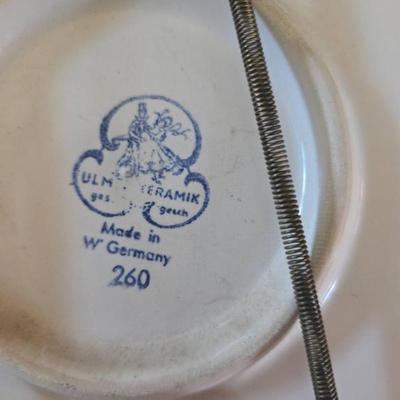 ULM KERAMIK
ges. gesch
Made in
W' Germany
260